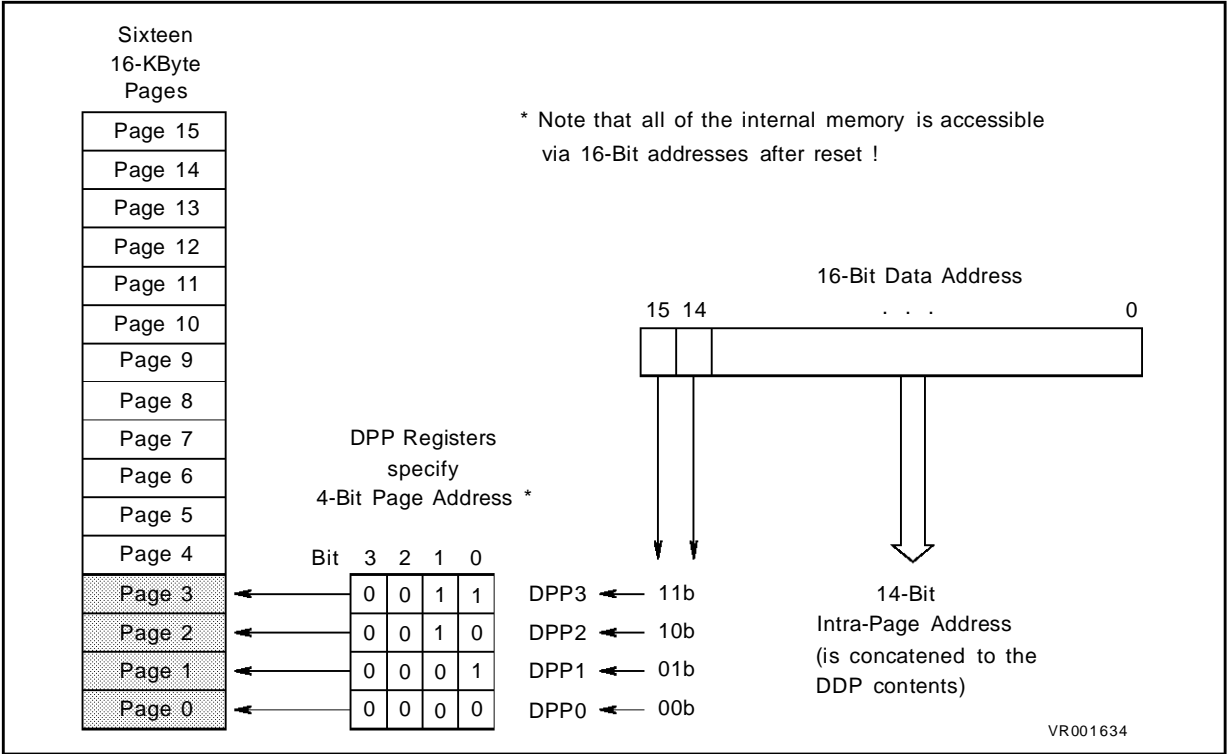 Sixteen
16-KByte
Pages
Page 15
Page 14
Page 13
Page 12
Page 11
Page 10
Page 9
Page 8
Page 7
Page 6
Page 5
Page 4
Page 3
Page 2
Page 1
Page 0
* Note that all of the internal memory is accessible
via 16-Bit addresses after reset !
16-Bit Data Address
15 14 . . . 0
DPP Registers
specify
4-Bit Page Address *
Bit 3 2 1 0
0 0 1 1 DPP3 11b
0 0 1 0 DPP2 10b
0 0 0 1 DPP1 01b
0 0 0 0 DPP0 00b
14-Bit
Intra-Page Address
(is concatened to the
DDP contents)
VR001634